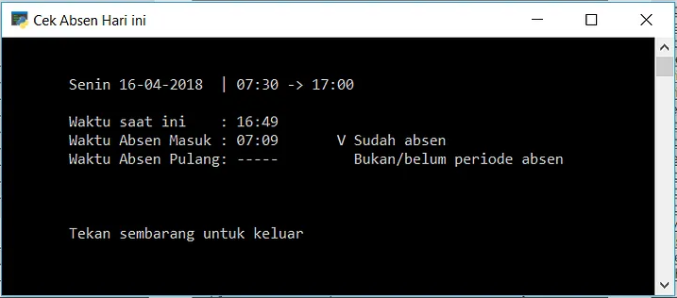 Cek Absen Hari ini
Senin 16-04-2018 | 07:30 -> 17:00
Waktu saat ini : 16:49
Waktu Absen Masuk : 07:09 V Sudah absen
Waktu Absen Pulang: ----- Bukan/belum periode absen
Tekan sembarang untuk keluar